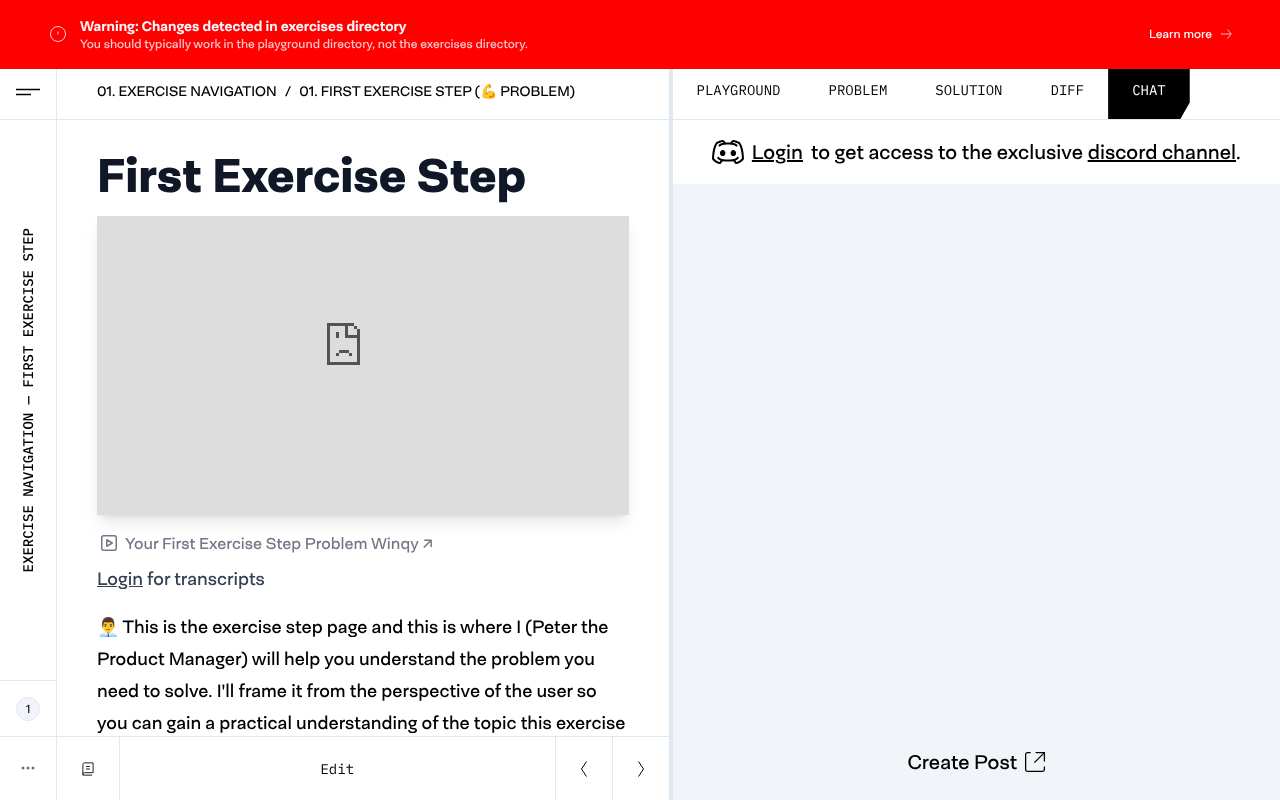 Warning: Changes detected in exercises directory
You should typically work in the playground directory, not the exercises directory.
Learn more →
01. EXERCISE NAVIGATION / 01. FIRST EXERCISE STEP (💪 PROBLEM)
PLAYGROUND PROBLEM SOLUTION DIFF CHAT
EXERCISE NAVIGATION — FIRST EXERCISE STEP
First Exercise Step
Your First Exercise Step Problem Winqy ↗
Login for transcripts
👨‍💼 This is the exercise step page and this is where I (Peter the
Product Manager) will help you understand the problem you
need to solve. I'll frame it from the perspective of the user so
you can gain a practical understanding of the topic this exercise
1
Edit
Login to get access to the exclusive discord channel.
Create Post